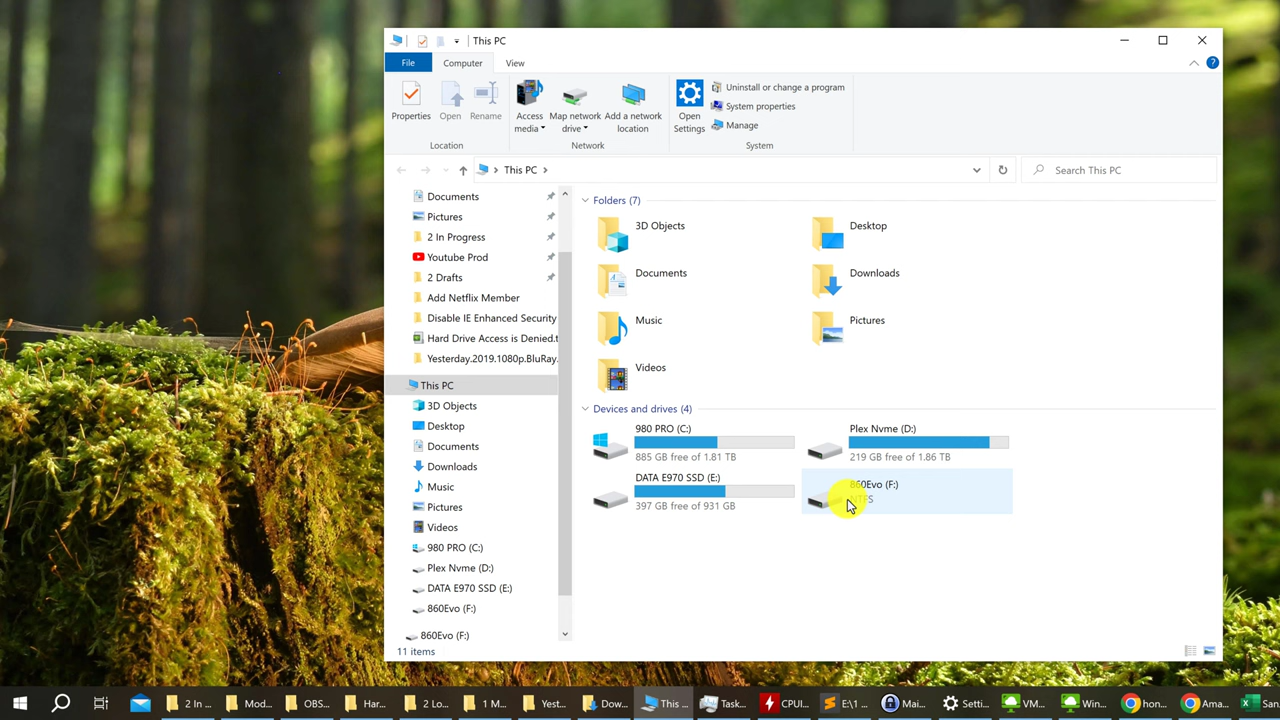 This PC
File
Computer
View
Properties
Open
Rename
Access media
Map network drive
Add a network location
Open Settings
Uninstall or change a program
System properties
Manage
Location
Network
System
This PC
Search This PC
Documents
Pictures
2 In Progress
Youtube Prod
2 Drafts
Add Netflix Member
Disable IE Enhanced Security
Hard Drive Access is Denied.t
Yesterday.2019.1080p.BluRay.
This PC
3D Objects
Desktop
Documents
Downloads
Music
Pictures
Videos
980 PRO (C:)
Plex Nvme (D:)
DATA E970 SSD (E:)
860Evo (F:)
860Evo (F:)
Folders (7)
3D Objects
Desktop
Documents
Downloads
Music
Pictures
Videos
Devices and drives (4)
980 PRO (C:)
885 GB free of 1.81 TB
Plex Nvme (D:)
219 GB free of 1.86 TB
DATA E970 SSD (E:)
397 GB free of 931 GB
860Evo (F:)
NTFS
11 items
2 In ...
Mod...
OBS...
Har...
2 Lo...
1 M...
Yest...
Dow...
This ...
Task...
CPUI...
E:\1 ...
Mai...
Setti...
VM...
Win...
hon...
Ama...
San